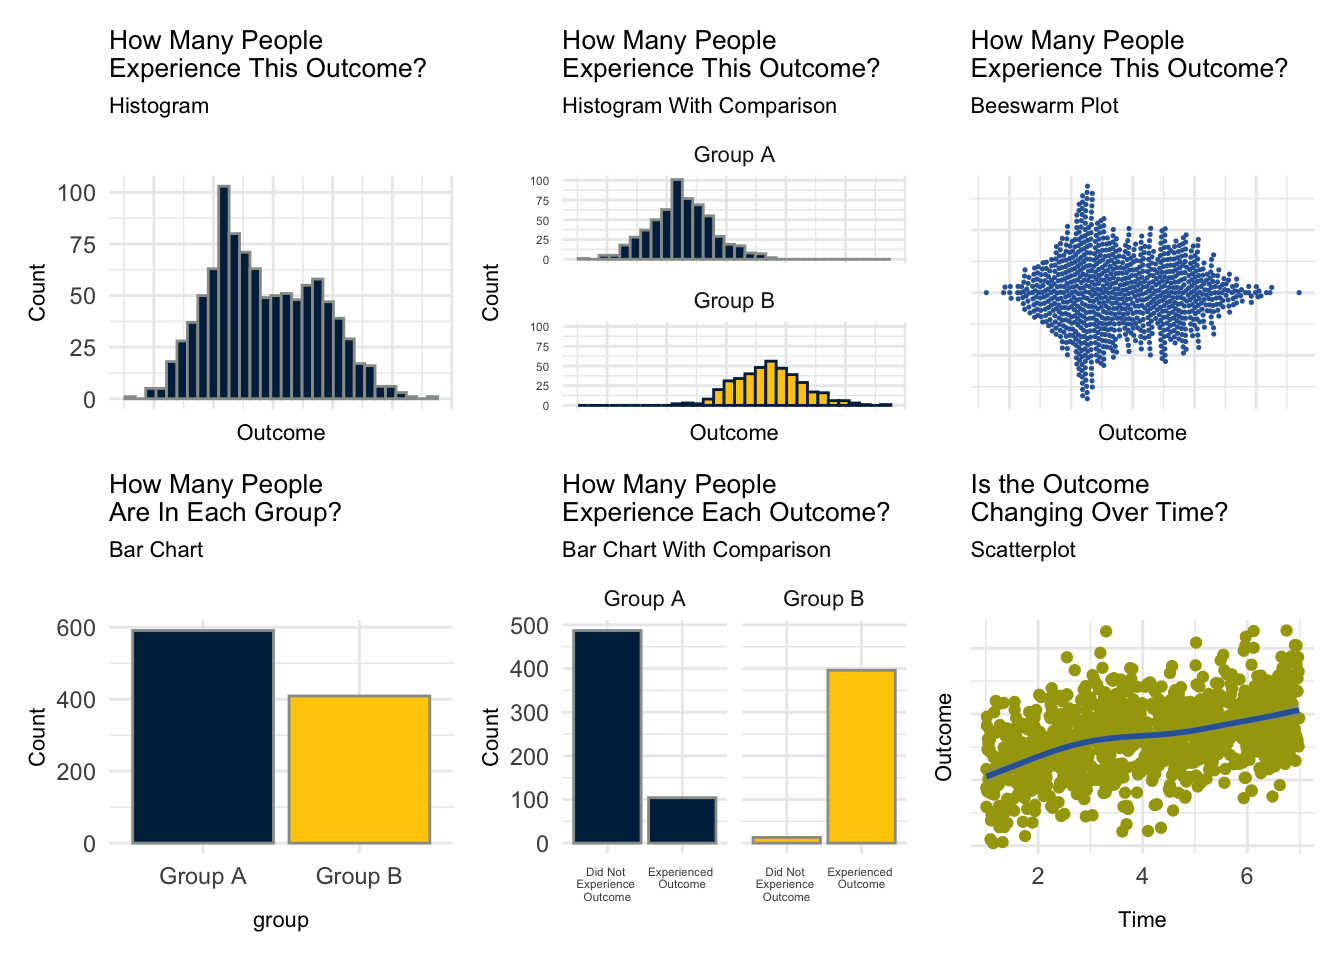 How Many People
Experience This Outcome?
Histogram
100
75
50
25
0
Count
Outcome
How Many People
Experience This Outcome?
Histogram With Comparison
Group A
100
75
50
25
0
Group B
100
75
50
25
0
Count
Outcome
How Many People
Experience This Outcome?
Beeswarm Plot
Outcome
How Many People
Are In Each Group?
Bar Chart
600
400
200
0
Count
Group A
Group B
group
How Many People
Experience Each Outcome?
Bar Chart With Comparison
Group A
Group B
500
400
300
200
100
0
Count
Did Not
Experience
Outcome
Experienced
Outcome
Did Not
Experience
Outcome
Experienced
Outcome
Is the Outcome
Changing Over Time?
Scatterplot
Outcome
2
4
6
Time